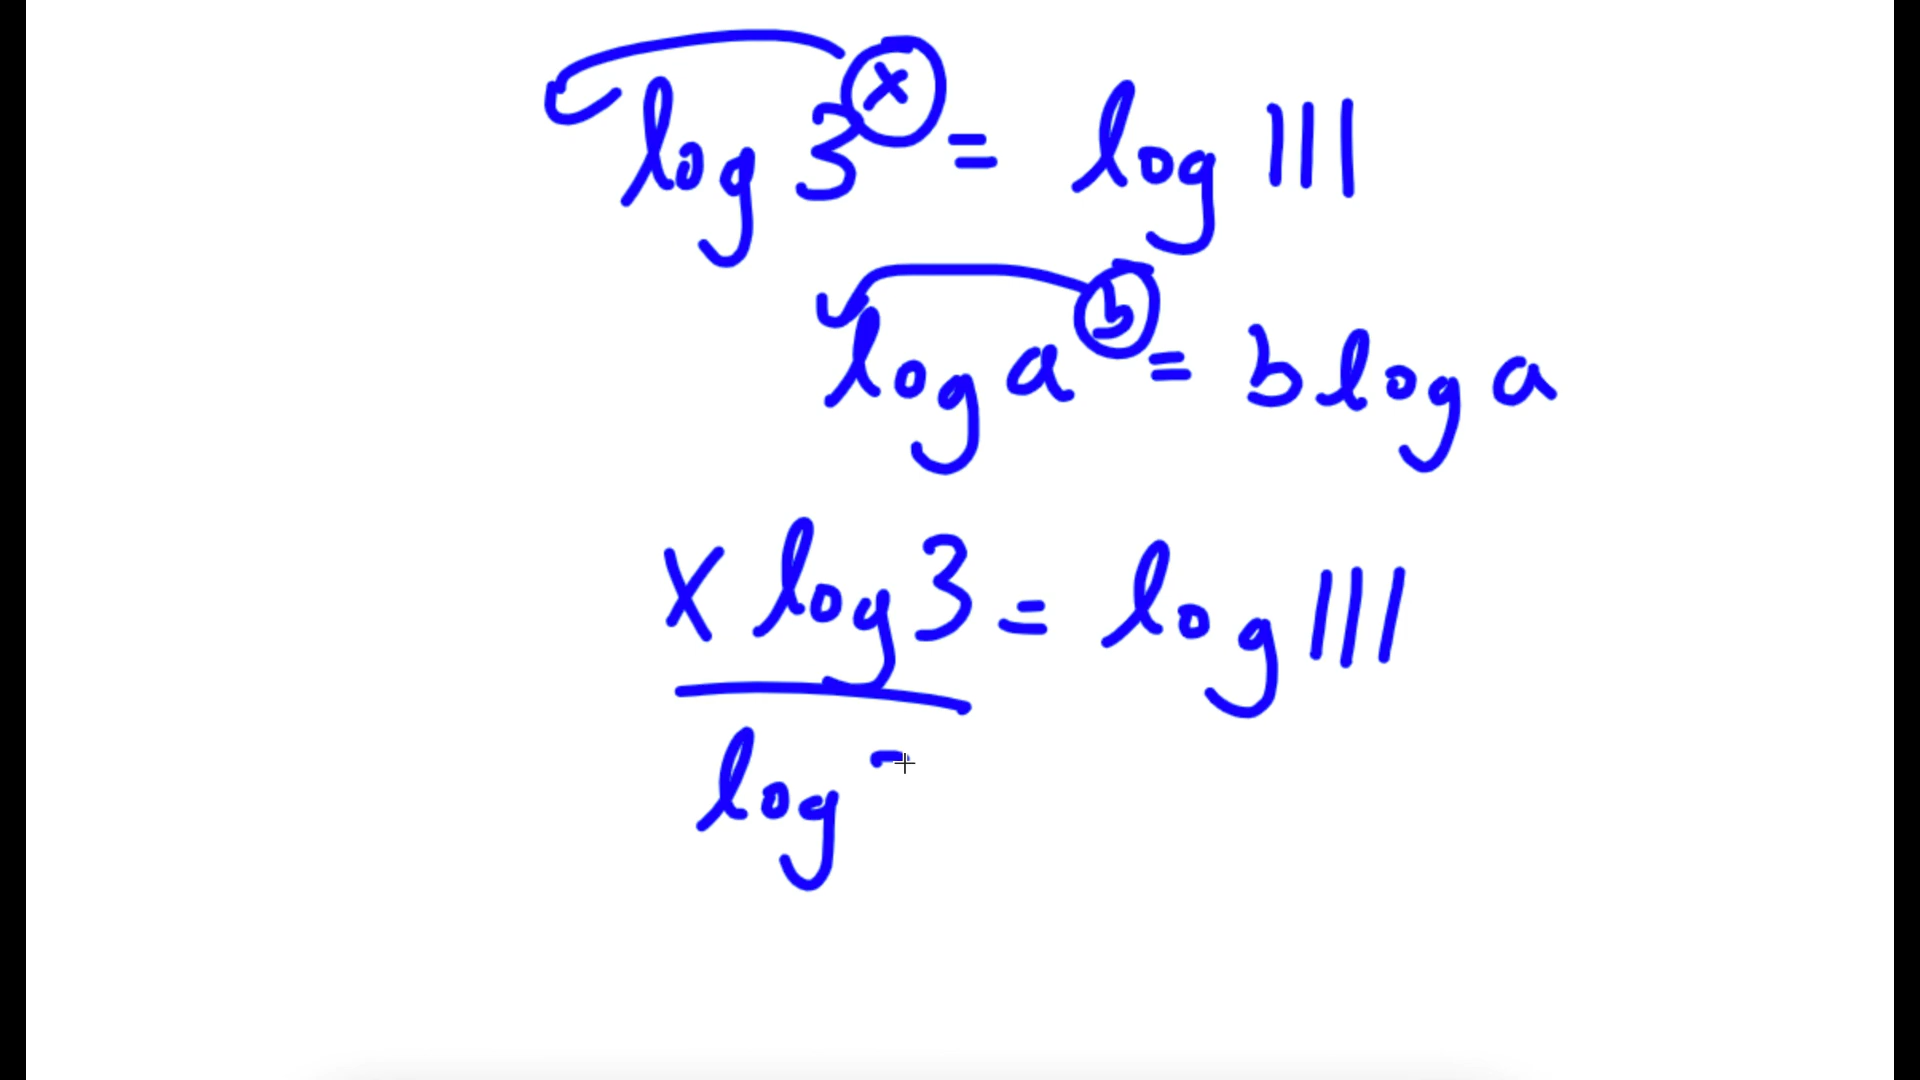 log 3^x = log 111
log a^b = b log a
x log 3 = log 111
log